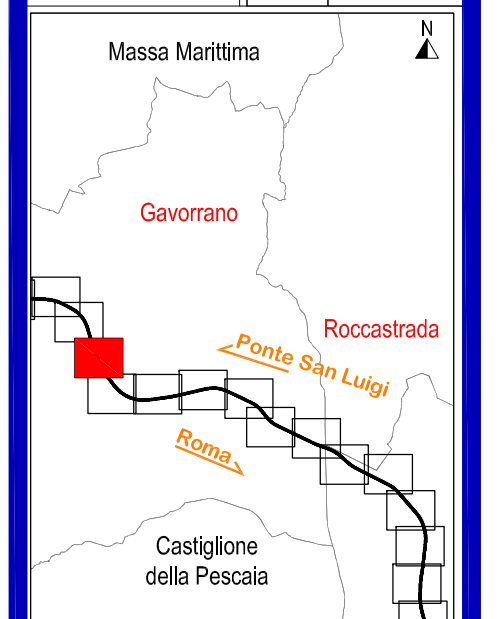 N
Massa Marittima
Gavorrano
Roccastrada
Ponte San Luigi
Roma
Castiglione
della Pescaia